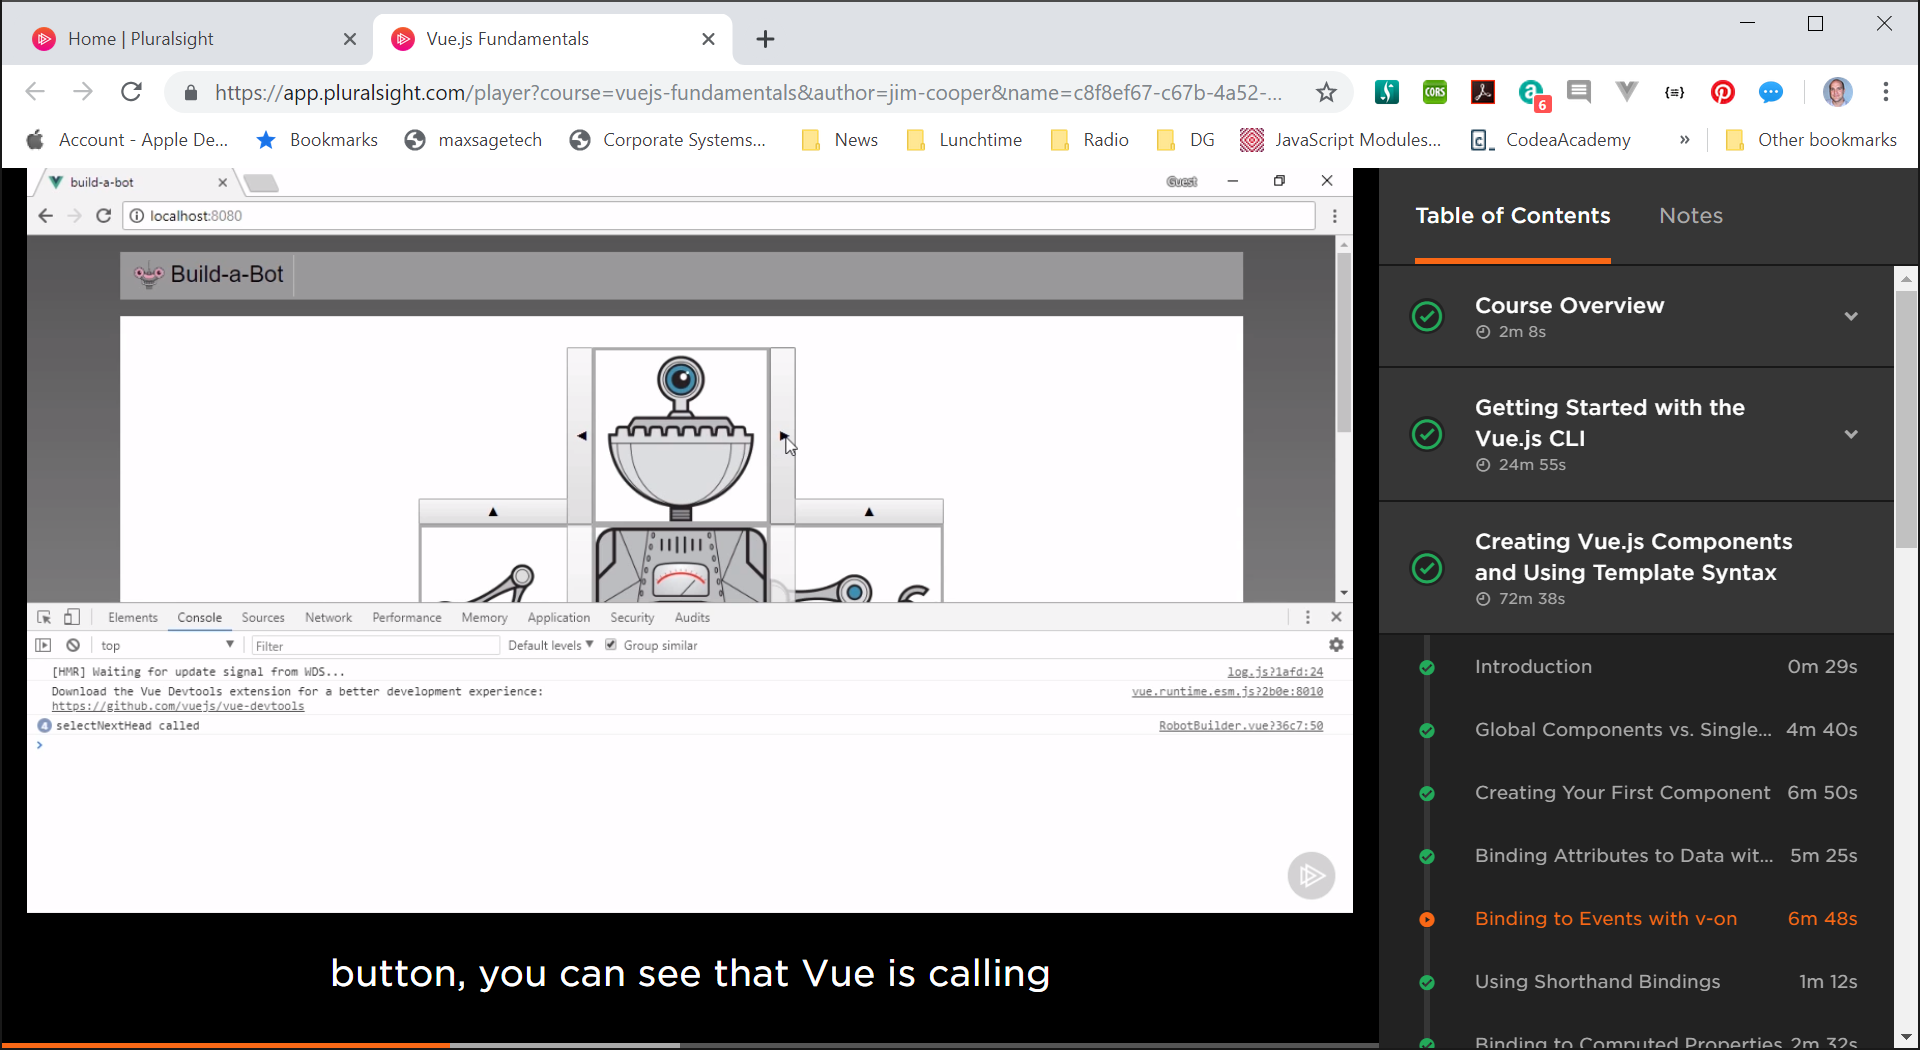 Home | Pluralsight
Vue.js Fundamentals
https://app.pluralsight.com/player?course=vuejs-fundamentals&author=jim-cooper&name=c8f8ef67-c67b-4a52-...
CORS
6
{≡}
Account - Apple De...
Bookmarks
maxsagetech
Corporate Systems...
News
Lunchtime
Radio
DG
JavaScript Modules...
CodeaAcademy
»
Other bookmarks
build-a-bot
Guest
localhost:8080
Build-a-Bot
Elements Console Sources Network Performance Memory Application Security Audits
top
Filter
Default levels
Group similar
[HMR] Waiting for update signal from WDS... log.js?1afd:24
Download the Vue Devtools extension for a better development experience: vue.runtime.esm.js?2b0e:8010
https://github.com/vuejs/vue-devtools
4 selectNextHead called RobotBuilder.vue?36c7:50
button, you can see that Vue is calling
Table of Contents
Notes
Course Overview
2m 8s
Getting Started with the
Vue.js CLI
24m 55s
Creating Vue.js Components
and Using Template Syntax
72m 38s
Introduction 0m 29s
Global Components vs. Single... 4m 40s
Creating Your First Component 6m 50s
Binding Attributes to Data wit... 5m 25s
Binding to Events with v-on 6m 48s
Using Shorthand Bindings 1m 12s
Binding to Computed Properties 2m 32s